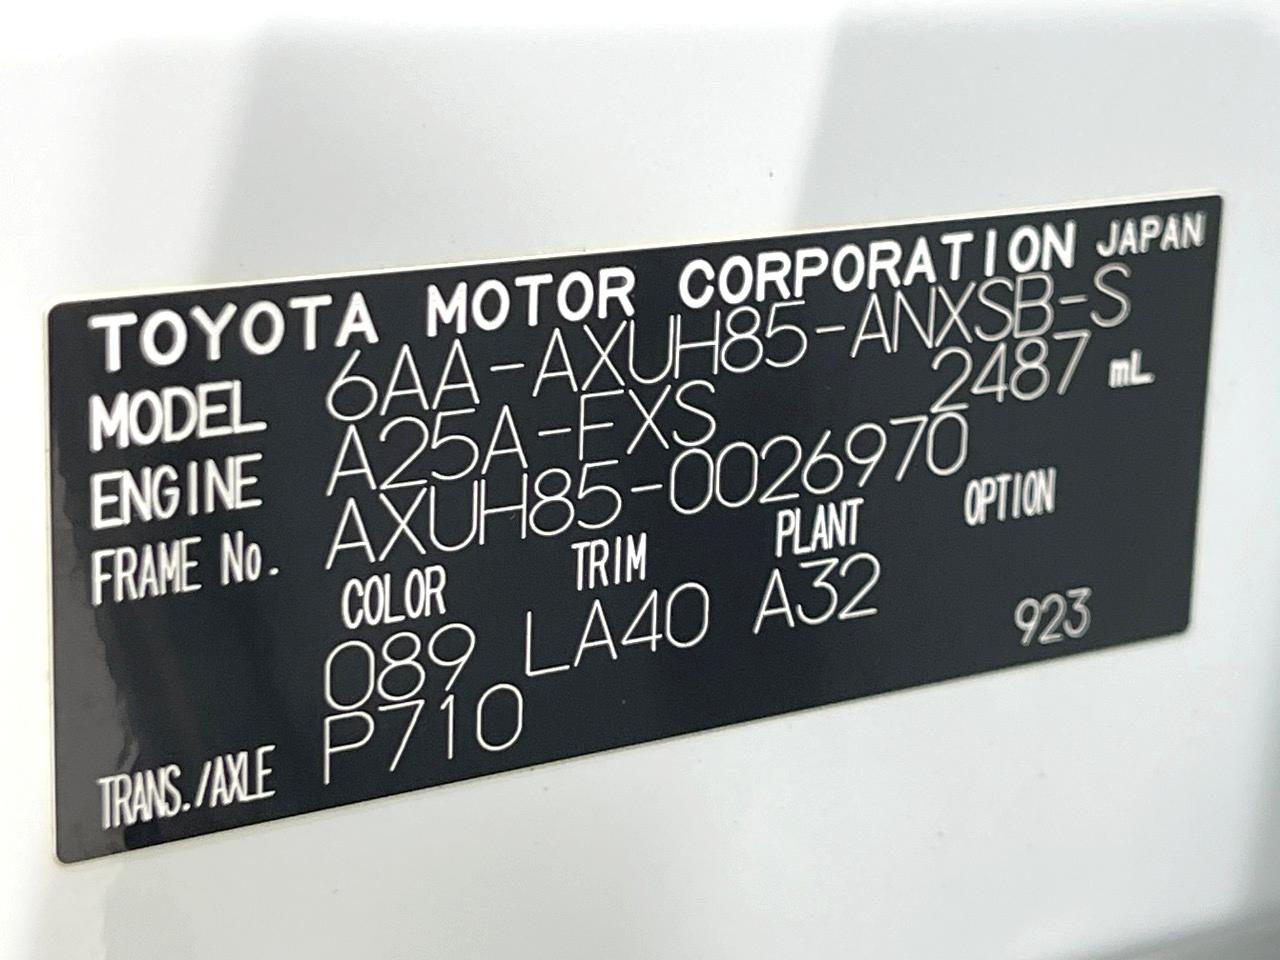 TOYOTA MOTOR CORPORATION JAPAN
MODEL 6AA-AXUH85-ANXSB-S
ENGINE A25A-FXS 2487 mL
FRAME No. AXUH85-0026970
COLOR TRIM PLANT OPTION
089 LA40 A32
TRANS./AXLE P710 923